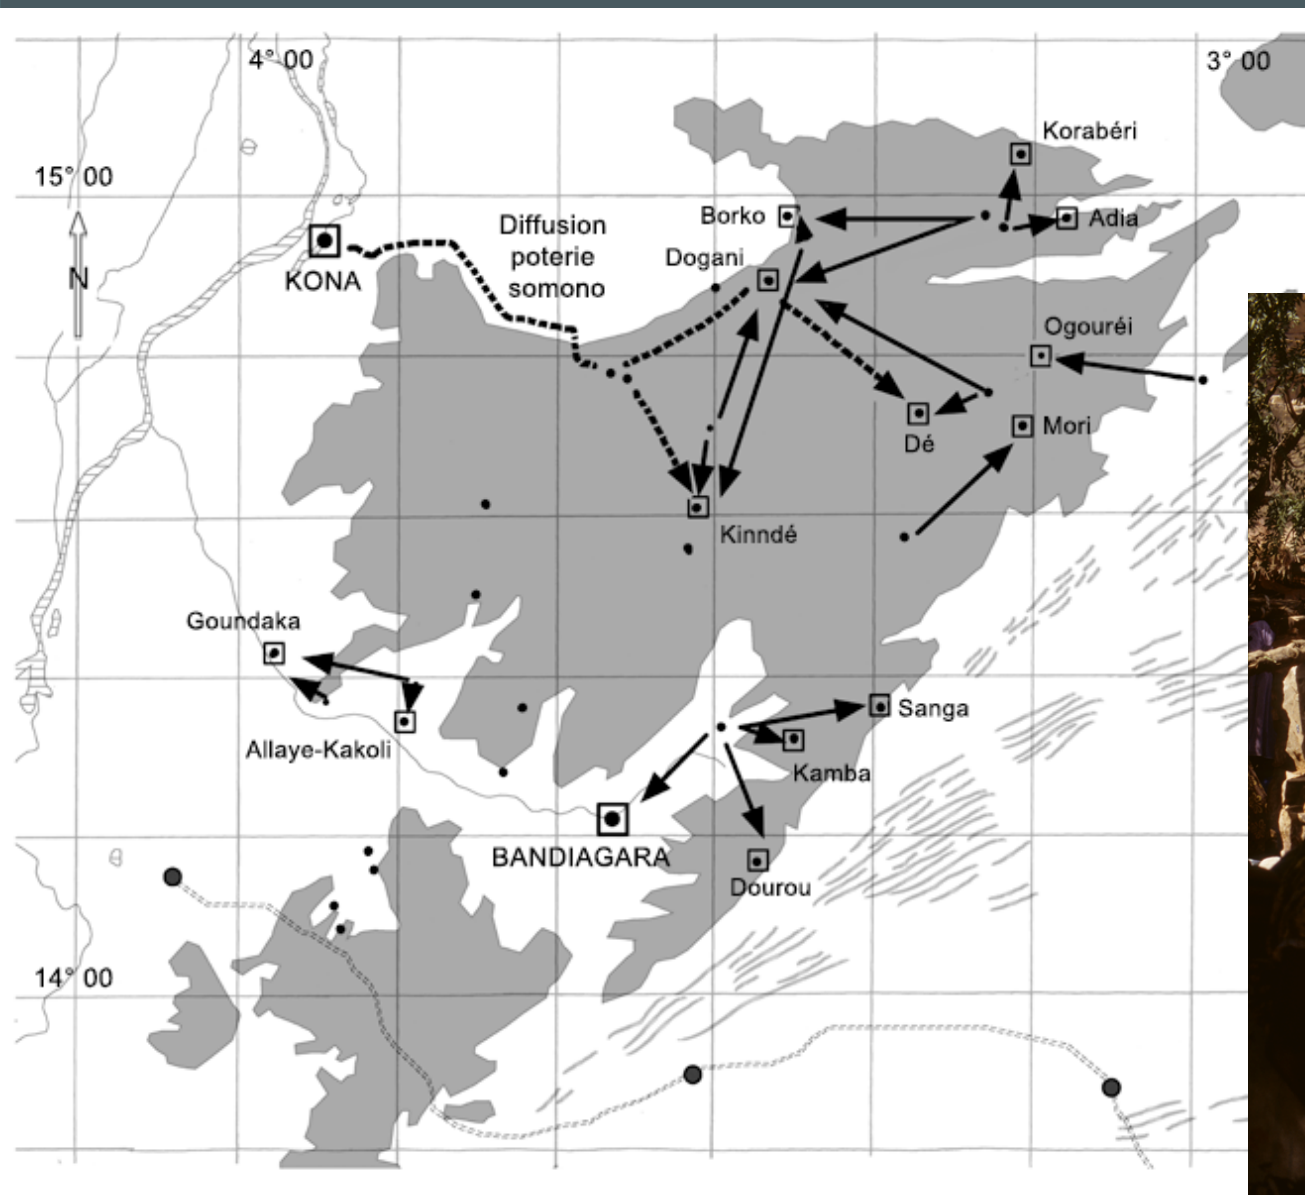 4° 00
3° 00
Korabéri
15° 00
Borko
Adia
Diffusion
poterie
somono
Dogani
N
KONA
Ogouréi
Dé
Mori
Kinndé
Goundaka
Sanga
Allaye-Kakoli
Kamba
BANDIAGARA
Dourou
14° 00